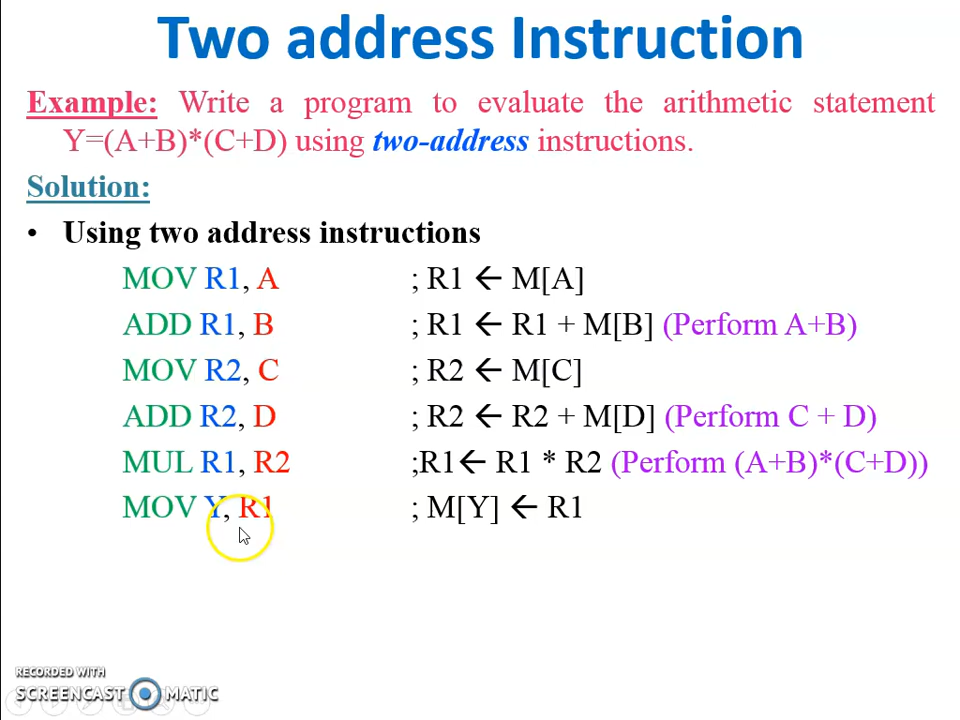 Two address Instruction
Example: Write a program to evaluate the arithmetic statement
Y=(A+B)*(C+D) using two-address instructions.
Solution:
• Using two address instructions
MOV R1, A ; R1 ← M[A]
ADD R1, B ; R1 ← R1 + M[B] (Perform A+B)
MOV R2, C ; R2 ← M[C]
ADD R2, D ; R2 ← R2 + M[D] (Perform C + D)
MUL R1, R2 ;R1← R1 * R2 (Perform (A+B)*(C+D))
MOV Y, R1 ; M[Y] ← R1
RECORDED WITH
SCREENCAST MATIC